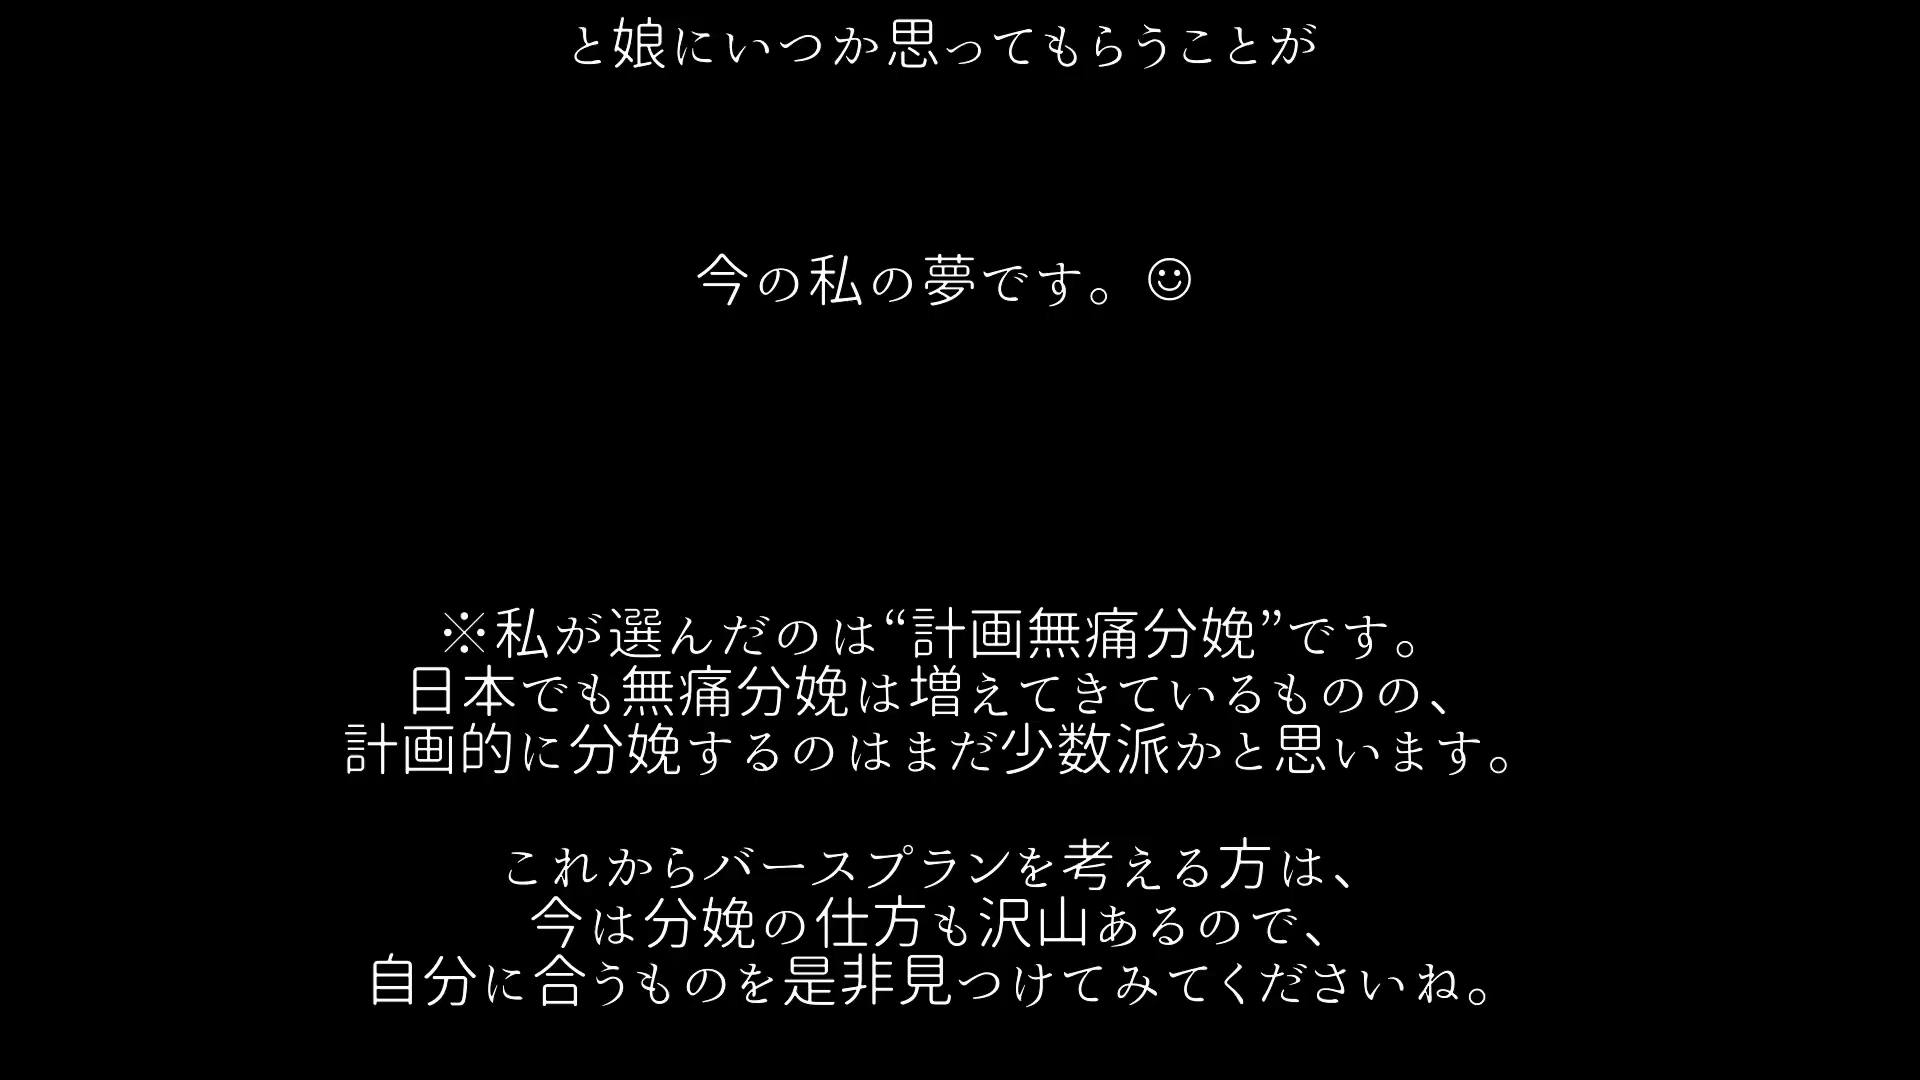 と娘にいつか思ってもらうことが
今の私の夢です。☺
※私が選んだのは“計画無痛分娩”です。
日本でも無痛分娩は増えてきているものの、
計画的に分娩するのはまだ少数派かと思います。
これからバースプランを考える方は、
今は分娩の仕方も沢山あるので、
自分に合うものを是非見つけてみてくださいね。